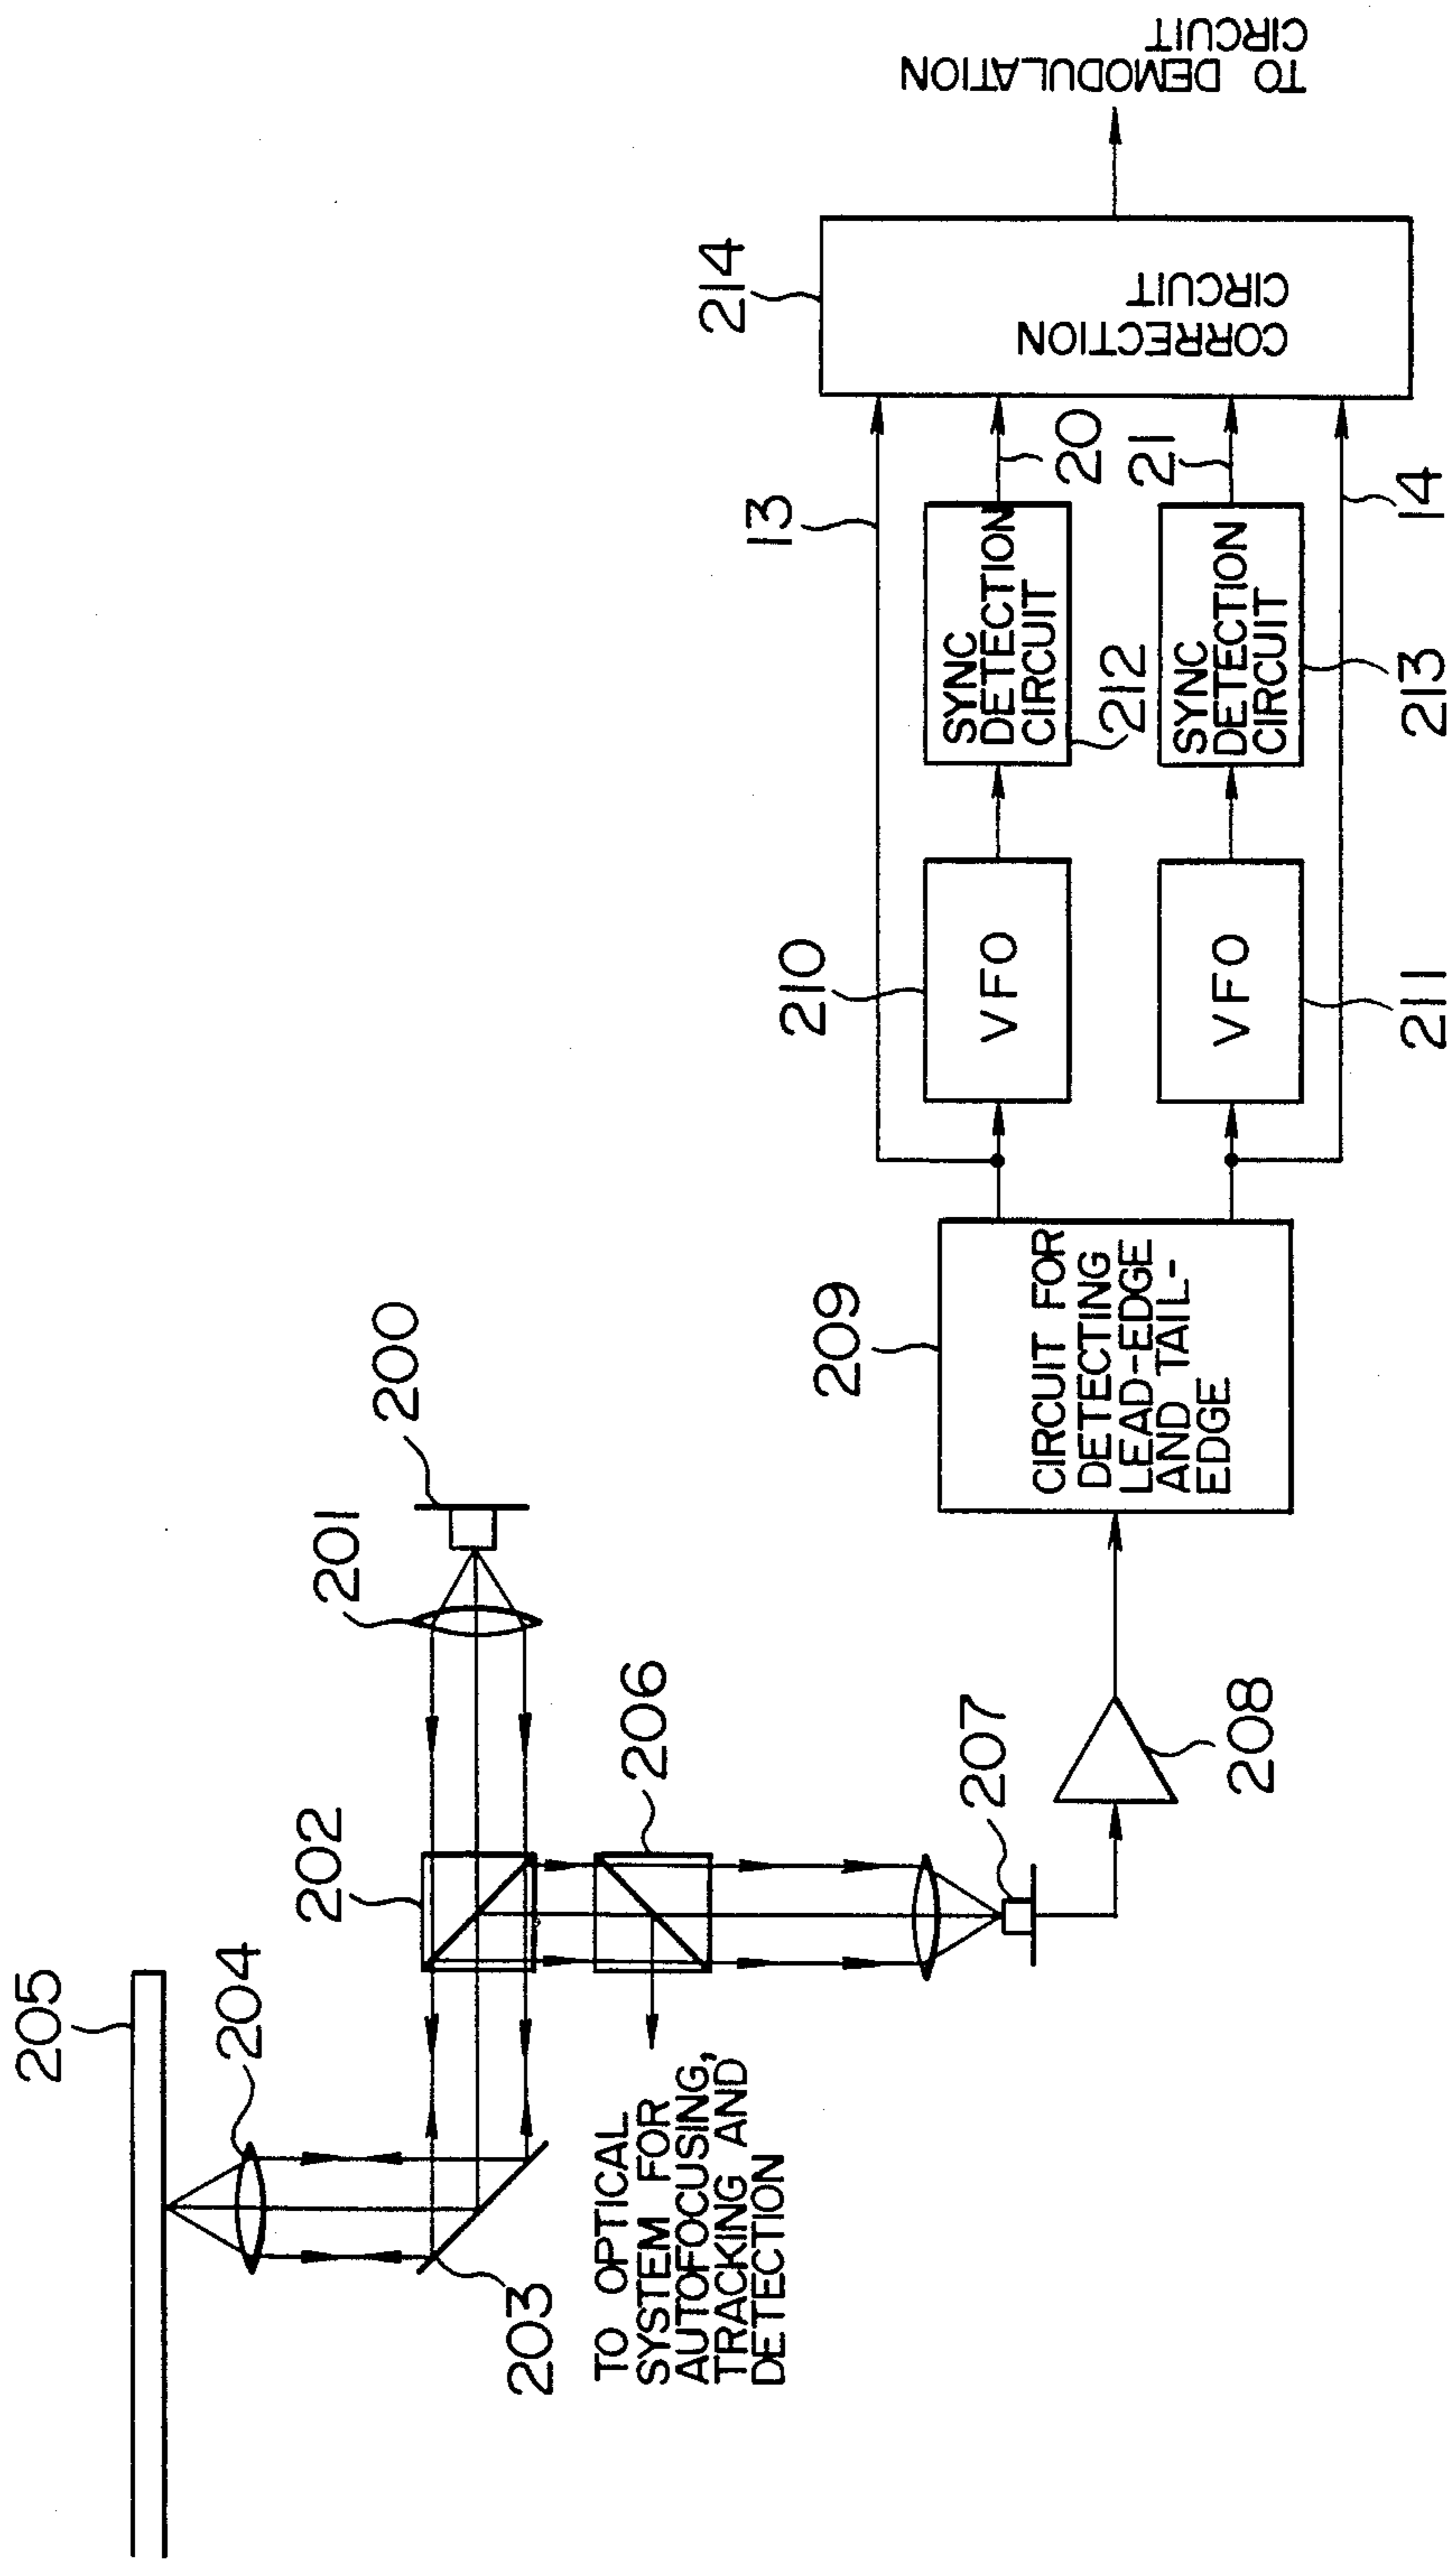 205
204
203
202
201
200
206
TO OPTICAL
SYSTEM FOR
AUTOFOCUSING,
TRACKING AND
DETECTION
207
208
209
CIRCUIT FOR
DETECTING
LEAD-EDGE
AND TAIL-
EDGE
210
VFO
211
VFO
13
SYNC
DETECTION
CIRCUIT
212
20
21
SYNC
DETECTION
CIRCUIT
213
14
214
CORRECTION
CIRCUIT
TO DEMODULATION
CIRCUIT